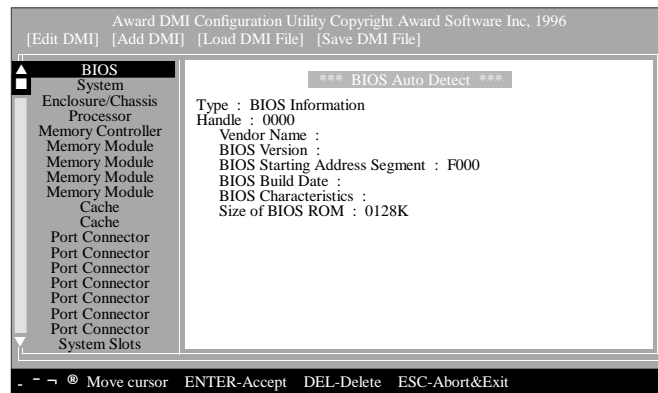 Award DMI Configuration Utility Copyright Award Software Inc, 1996
[Edit DMI] [Add DMI] [Load DMI File] [Save DMI File]
BIOS
System
Enclosure/Chassis
Processor
Memory Controller
Memory Module
Memory Module
Memory Module
Memory Module
Cache
Cache
Port Connector
Port Connector
Port Connector
Port Connector
Port Connector
Port Connector
Port Connector
System Slots
*** BIOS Auto Detect ***
Type : BIOS Information
Handle : 0000
Vendor Name :
BIOS Version :
BIOS Starting Address Segment : F000
BIOS Build Date :
BIOS Characteristics :
Size of BIOS ROM : 0128K
- ¯ ¬ ® Move cursor ENTER-Accept DEL-Delete ESC-Abort&Exit